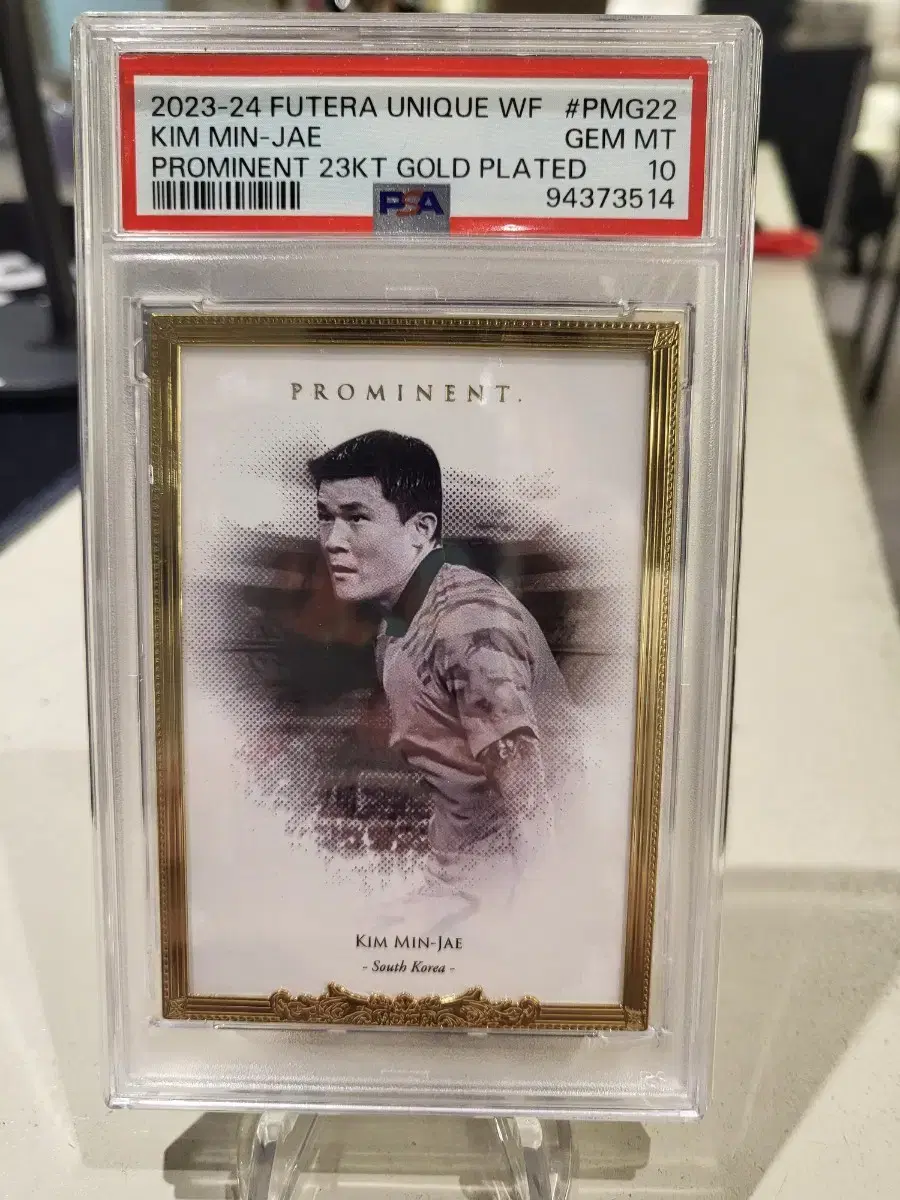 2023-24 FUTERA UNIQUE WF #PMG22
KIM MIN-JAE GEM MT
PROMINENT 23KT GOLD PLATED 10
PSA 94373514
PROMINENT.
KIM MIN-JAE
- South Korea -